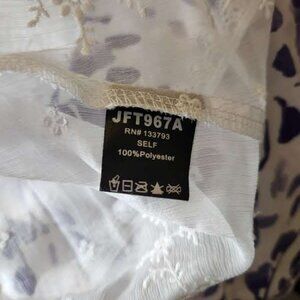 JFT967A
RN# 133793
SELF
100%Polyester